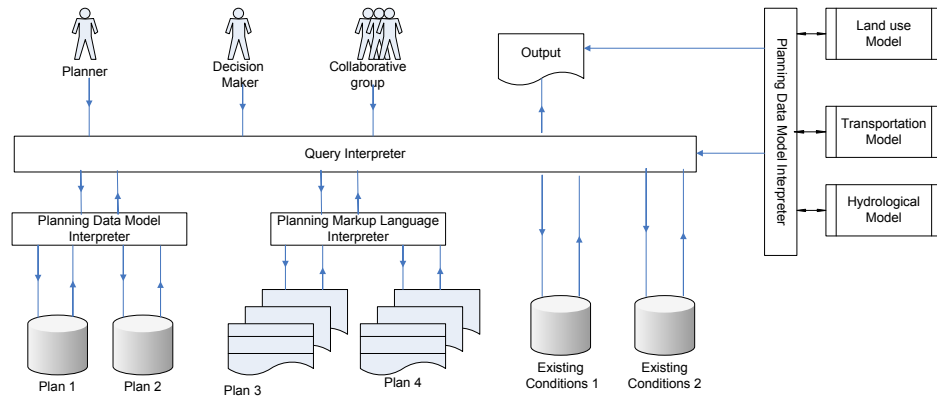 Planner
Decision
Maker
Collaborative
group
Output
Planning Data Model Interpreter
Land use
Model
Transportation
Model
Hydrological
Model
Query Interpreter
Planning Data Model
Interpreter
Planning Markup Language
Interpreter
Plan 1
Plan 2
Plan 3
Plan 4
Existing
Conditions 1
Existing
Conditions 2